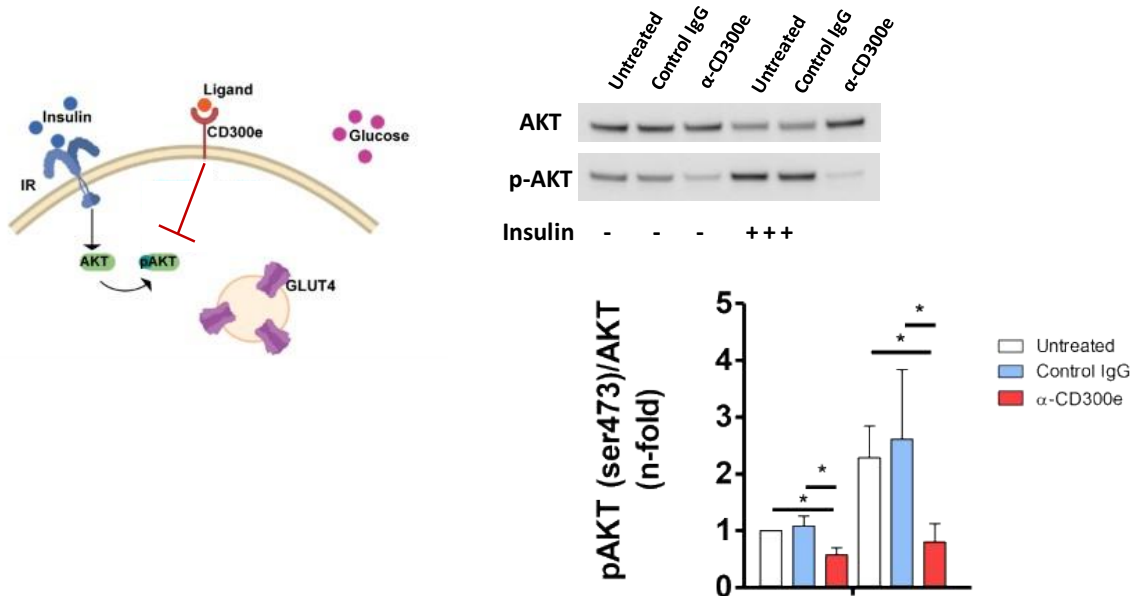 Insulin
Ligand
CD300e
Glucose
IR
AKT
pAKT
GLUT4
Untreated
Control IgG
α-CD300e
Untreated
Control IgG
α-CD300e
AKT
p-AKT
Insulin - - - +++
pAKT (ser473)/AKT
(n-fold)
5
4
3
2
1
0
*
*
*
*
Untreated
Control IgG
α-CD300e